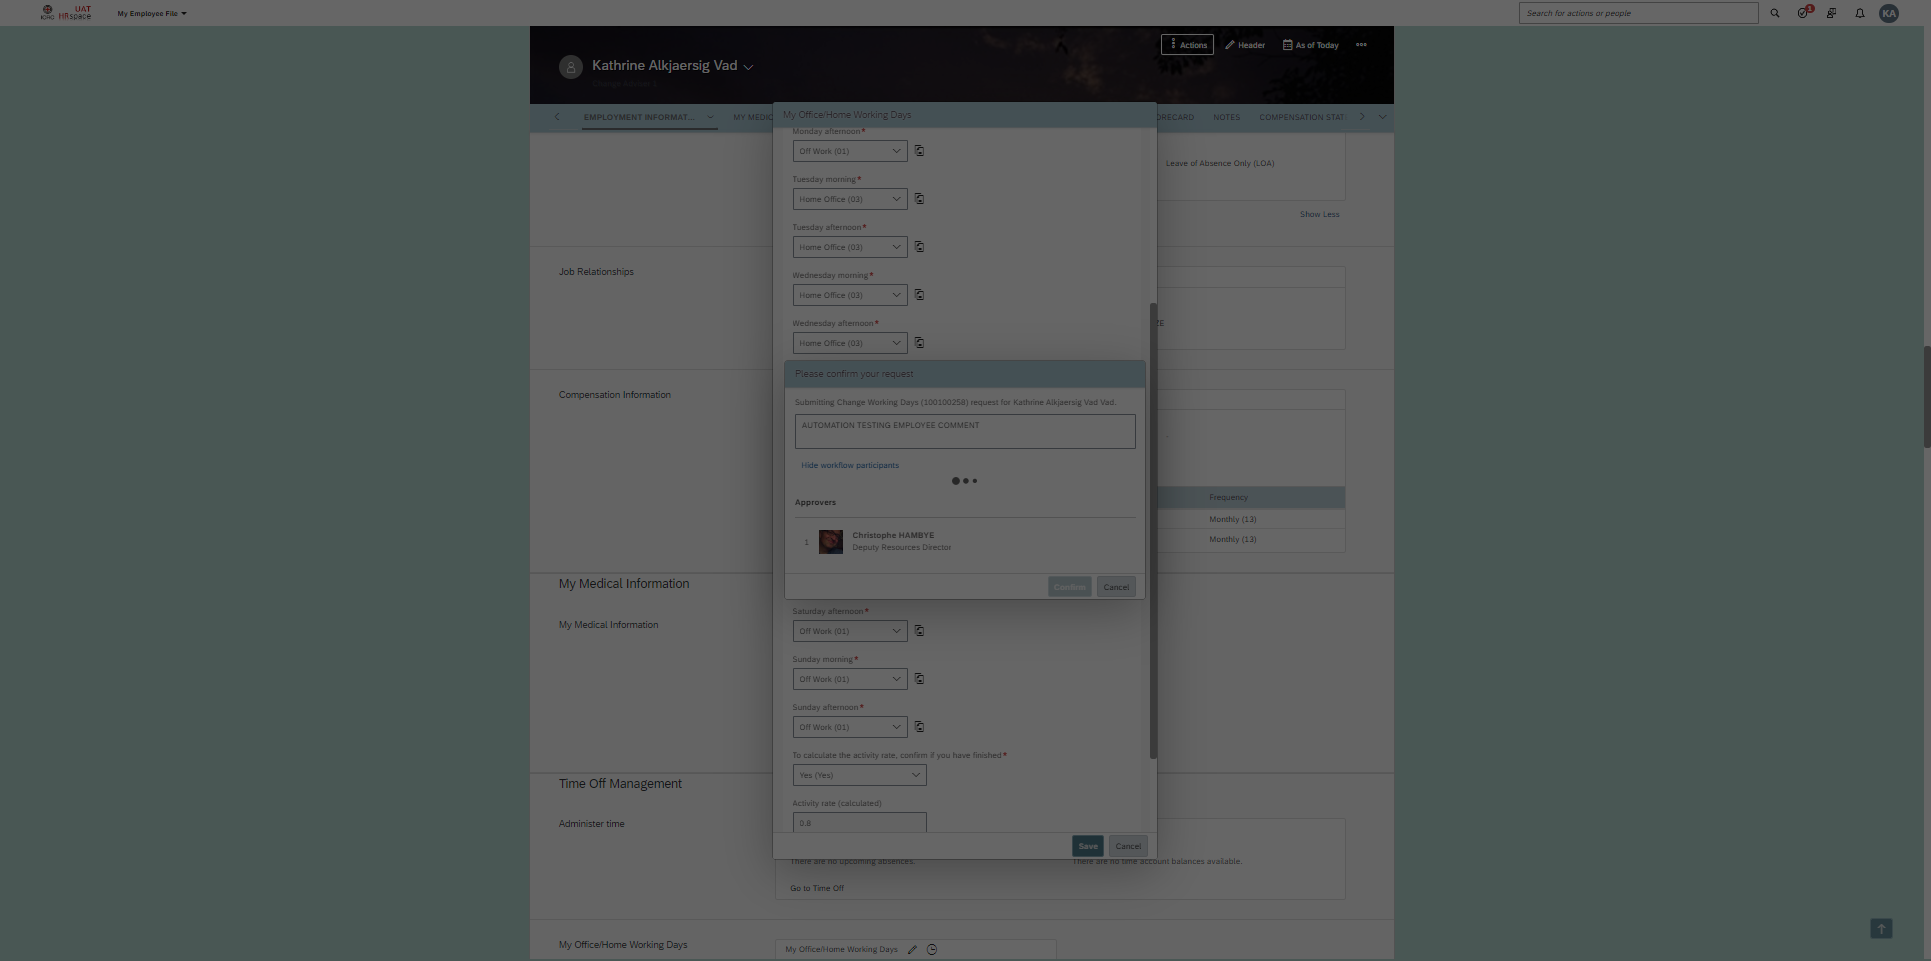 UAT
ICRC HRspace
My Employee File
Search for actions or people
1
KA
Actions
Header
As of Today
Kathrine Alkjaersig Vad
EMPLOYMENT INFORMAT...
MY MEDIC
My Office/Home Working Days
ORECARD
NOTES
COMPENSATION STAT
Monday afternoon*
Off Work (01)
Leave of Absence Only (LOA)
Tuesday morning*
Home Office (03)
Show Less
Tuesday afternoon*
Home Office (03)
Job Relationships
Wednesday morning*
Home Office (03)
Wednesday afternoon*
ZE
Home Office (03)
Please confirm your request
Compensation Information
Submitting Change Working Days (100100258) request for Kathrine Alkjaersig Vad Vad.
AUTOMATION TESTING EMPLOYEE COMMENT
Hide workflow participants
Approvers
Frequency
Monthly (13)
Monthly (13)
1
Christophe HAMBYE
Deputy Resources Director
Confirm
Cancel
My Medical Information
Saturday afternoon*
My Medical Information
Off Work (01)
Sunday morning*
Off Work (01)
Sunday afternoon*
Off Work (01)
To calculate the activity rate, confirm if you have finished*
Yes (Yes)
Time Off Management
Activity rate (calculated)
0.8
Administer time
Save
Cancel
There are no upcoming absences.
There are no time account balances available.
Go to Time Off
My Office/Home Working Days
My Office/Home Working Days